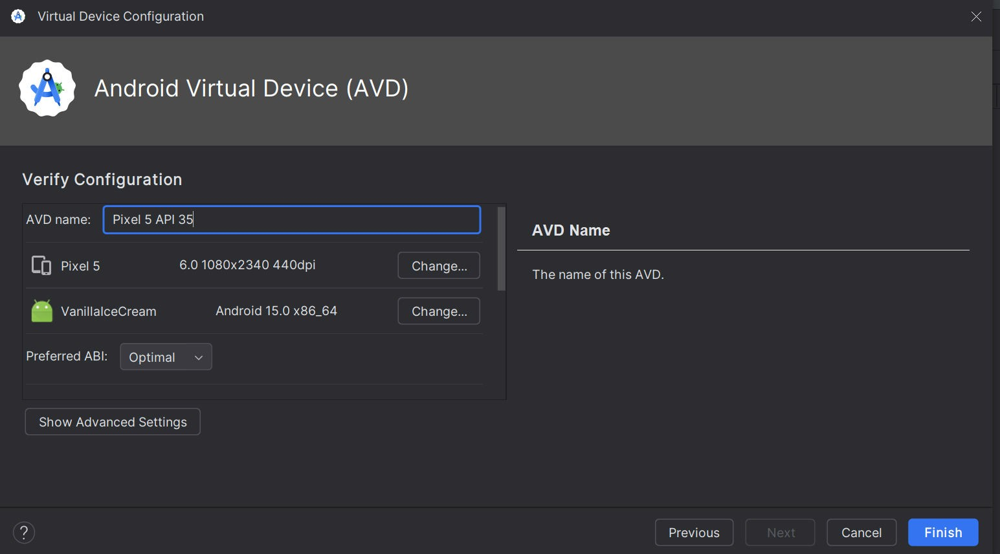 Virtual Device Configuration
Android Virtual Device (AVD)
Verify Configuration
AVD name: Pixel 5 API 35
Pixel 5 6.0 1080x2340 440dpi Change...
VanillaIceCream Android 15.0 x86_64 Change...
Preferred ABI: Optimal
Show Advanced Settings
AVD Name
The name of this AVD.
? Previous Next Cancel Finish